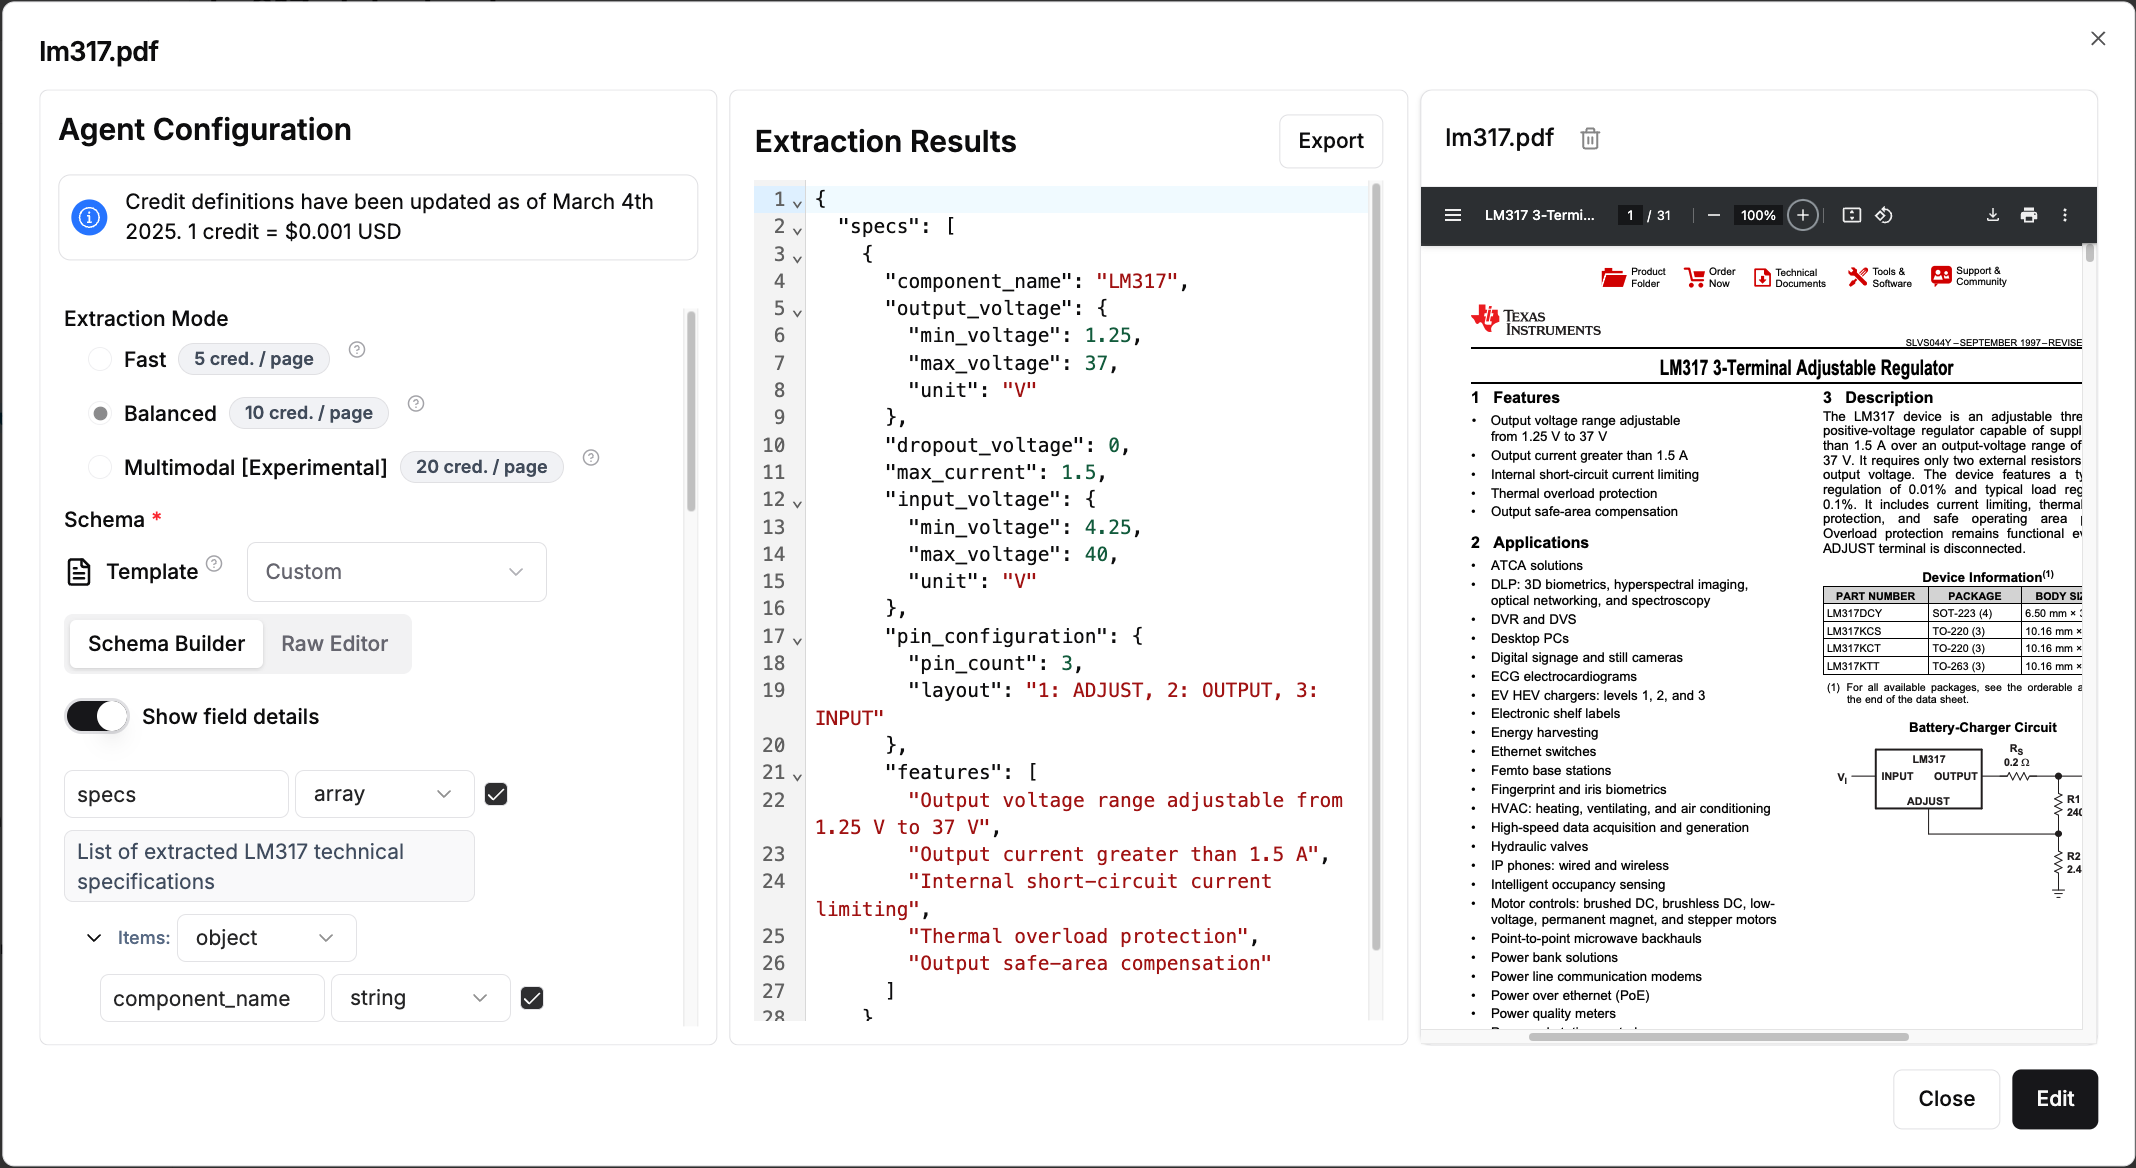 lm317.pdf
Agent Configuration
Credit definitions have been updated as of March 4th
2025. 1 credit = $0.001 USD
Extraction Mode
Fast 5 cred. / page
Balanced 10 cred. / page
Multimodal [Experimental] 20 cred. / page
Schema *
Template Custom
Schema Builder Raw Editor
Show field details
specs array
List of extracted LM317 technical
specifications
Items: object
component_name string
Extraction Results Export
1 {
2 "specs": [
3 {
4 "component_name": "LM317",
5 "output_voltage": {
6 "min_voltage": 1.25,
7 "max_voltage": 37,
8 "unit": "V"
9 },
10 "dropout_voltage": 0,
11 "max_current": 1.5,
12 "input_voltage": {
13 "min_voltage": 4.25,
14 "max_voltage": 40,
15 "unit": "V"
16 },
17 "pin_configuration": {
18 "pin_count": 3,
19 "layout": "1: ADJUST, 2: OUTPUT, 3:
INPUT"
20 },
21 "features": [
22 "Output voltage range adjustable from
1.25 V to 37 V",
23 "Output current greater than 1.5 A",
24 "Internal short-circuit current
limiting",
25 "Thermal overload protection",
26 "Output safe-area compensation"
27 ]
28 }
lm317.pdf
LM317 3-Termi... 1 / 31 100%
Product
Folder
Order
Now
Technical
Documents
Tools &
Software
Support &
Community
TEXAS
INSTRUMENTS
SLVS044Y – SEPTEMBER 1997 – REVISE
LM317 3-Terminal Adjustable Regulator
1 Features
• Output voltage range adjustable
from 1.25 V to 37 V
• Output current greater than 1.5 A
• Internal short-circuit current limiting
• Thermal overload protection
• Output safe-area compensation
2 Applications
• ATCA solutions
• DLP: 3D biometrics, hyperspectral imaging,
optical networking, and spectroscopy
• DVR and DVS
• Desktop PCs
• Digital signage and still cameras
• ECG electrocardiograms
• EV HEV chargers: levels 1, 2, and 3
• Electronic shelf labels
• Energy harvesting
• Ethernet switches
• Femto base stations
• Fingerprint and iris biometrics
• HVAC: heating, ventilating, and air conditioning
• High-speed data acquisition and generation
• Hydraulic valves
• IP phones: wired and wireless
• Intelligent occupancy sensing
• Motor controls: brushed DC, brushless DC, low-
voltage, permanent magnet, and stepper motors
• Point-to-point microwave backhauls
• Power bank solutions
• Power line communication modems
• Power over ethernet (PoE)
• Power quality meters
3 Description
The LM317 device is an adjustable thre
positive-voltage regulator capable of suppl
than 1.5 A over an output-voltage range of
37 V. It requires only two external resistors
output voltage. The device features a ty
regulation of 0.01% and typical load reg
0.1%. It includes current limiting, thermal
protection, and safe operating area
Overload protection remains functional ev
ADJUST terminal is disconnected.
Device Information(1)
PART NUMBER PACKAGE BODY SIZ
LM317DCY SOT-223 (4) 6.50 mm ×
LM317KCS TO-220 (3) 10.16 mm ×
LM317KCT TO-220 (3) 10.16 mm ×
LM317KTT TO-263 (3) 10.16 mm ×
(1) For all available packages, see the orderable a
the end of the data sheet.
Battery-Charger Circuit
LM317
INPUT OUTPUT
ADJUST
VI
RS
0.2 Ω
R1
240
R2
2.4
Close Edit